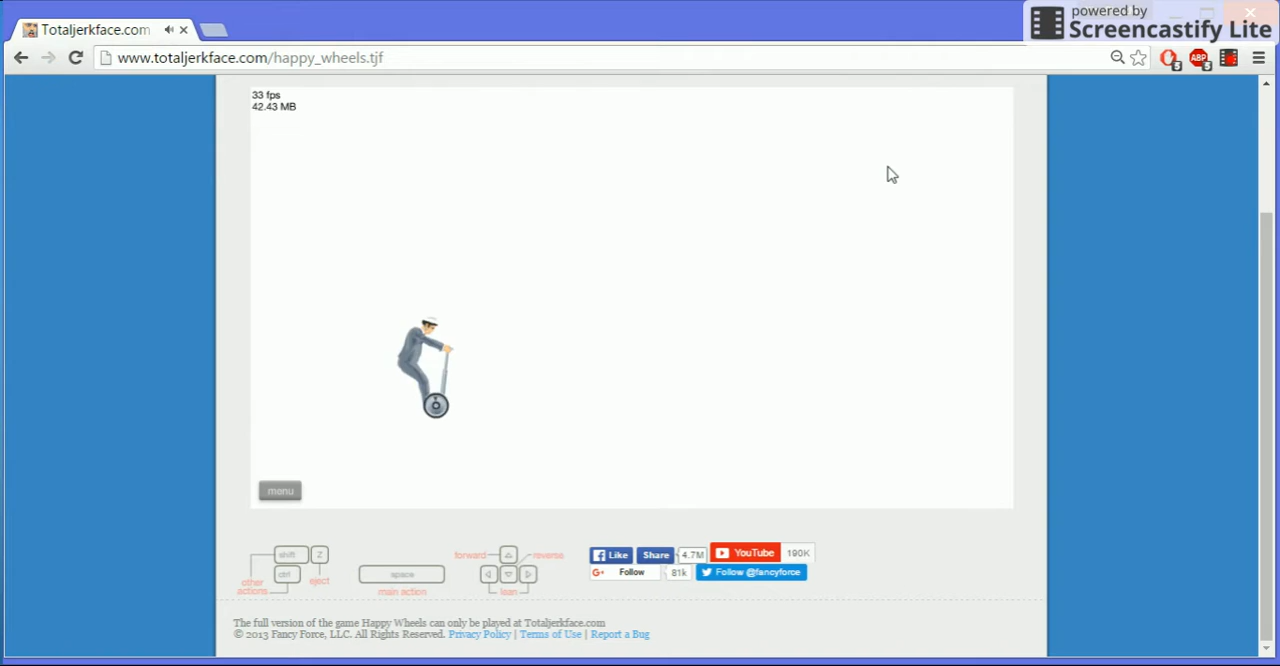 powered by
Screencastify Lite
Totaljerkface.com
www.totaljerkface.com/happy_wheels.tjf
ABP
33 fps
42.43 MB
menu
shift Z
ctrl
other actions
eject
space
main action
forward
reverse
lean
Like Share 4.7M
YouTube 190K
G+ Follow 81k
Follow @fancyforce
The full version of the game Happy Wheels can only be played at Totaljerkface.com
© 2013 Fancy Force, LLC. All Rights Reserved. Privacy Policy | Terms of Use | Report a Bug